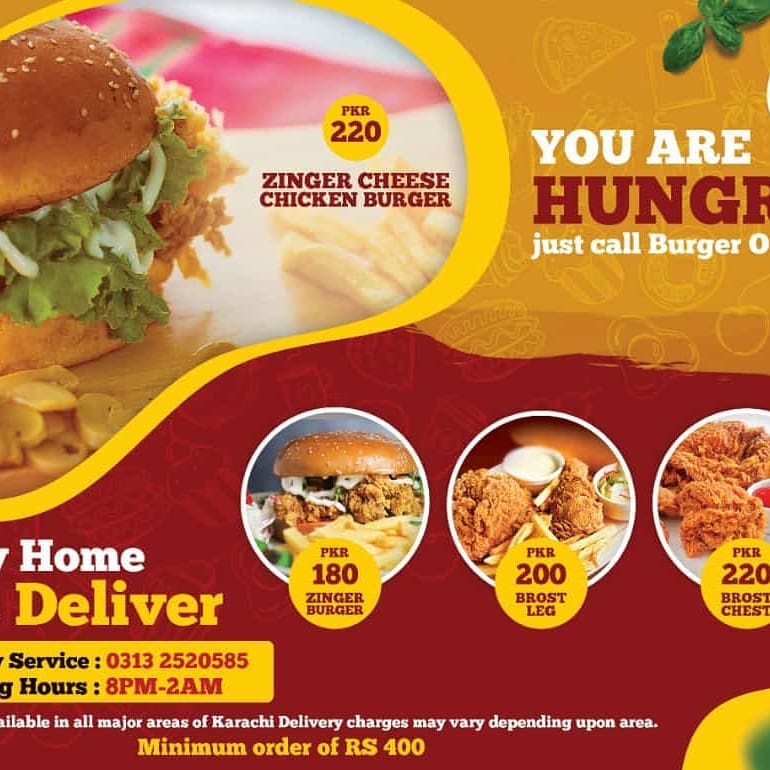 PKR
220
ZINGER CHEESE
CHICKEN BURGER
YOU ARE
HUNGR
just call Burger O
PKR
180
ZINGER
BURGER
PKR
200
BROST
LEG
PKR
220
BROST
CHEST
y Home
Deliver
y Service : 0313 2520585
g Hours : 8PM-2AM
ailable in all major areas of Karachi Delivery charges may vary depending upon area.
Minimum order of RS 400